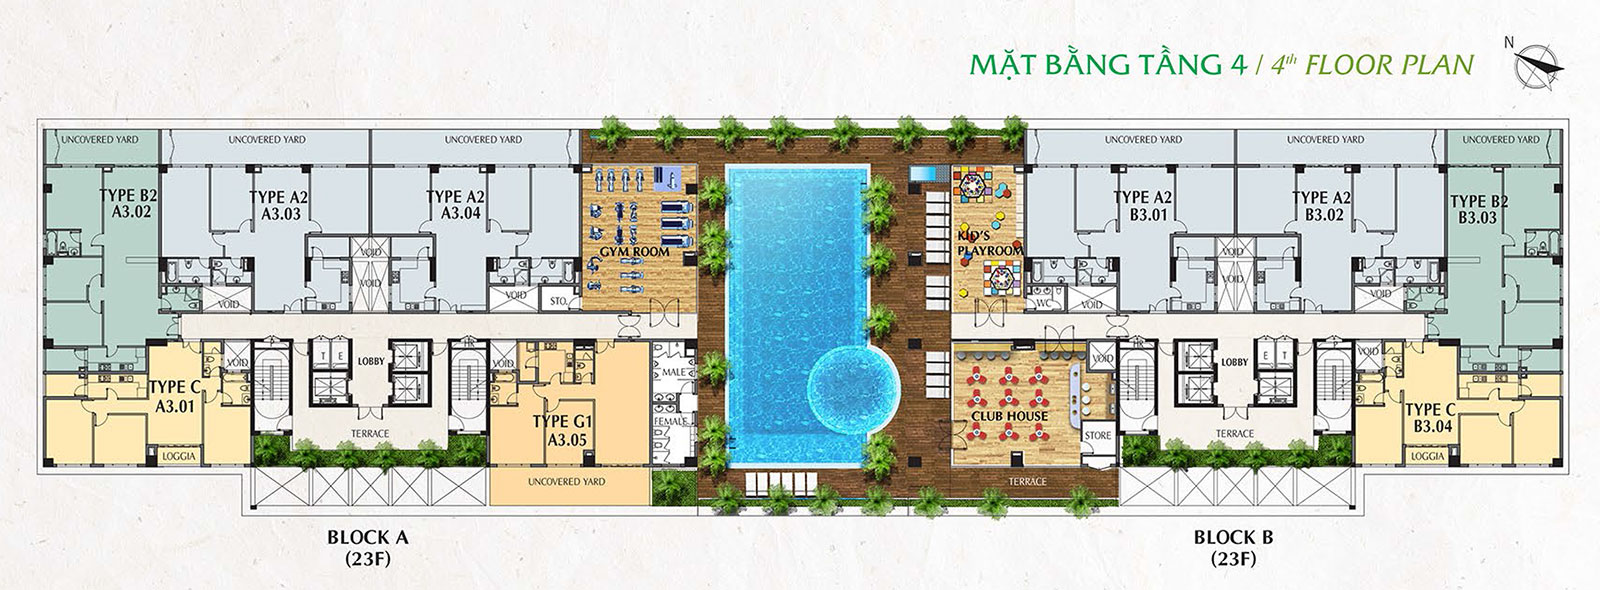 MẶT BẰNG TẦNG 4 / 4th FLOOR PLAN
N
UNCOVERED YARD
UNCOVERED YARD
UNCOVERED YARD
UNCOVERED YARD
UNCOVERED YARD
UNCOVERED YARD
TYPE B2
A3.02
TYPE A2
A3.03
TYPE A2
A3.04
GYM ROOM
KID'S
PLAYROOM
TYPE A2
B3.01
TYPE A2
B3.02
TYPE B2
B3.03
VOID
VOID
VOID
VOID
STO.
WC
VOID
VOID
VOID
VOID
TYPE C
A3.01
VOID
T E
LOBBY
HR
VOID
TYPE G1
A3.05
MALE
FEMALE
CLUB HOUSE
VOID
STORE
HR
LOBBY
E T
P
VOID
TYPE C
B3.04
LOGGIA
TERRACE
UNCOVERED YARD
TERRACE
TERRACE
LOGGIA
BLOCK A
(23F)
BLOCK B
(23F)